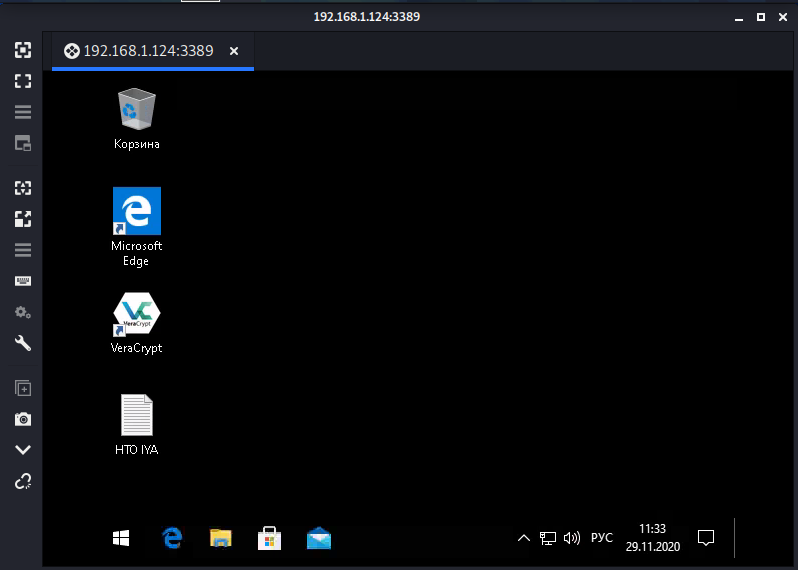 192.168.1.124:3389
192.168.1.124:3389
Корзина
Microsoft
Edge
VeraCrypt
VeraCrypt
HTO IYA
РУС
11:33
29.11.2020